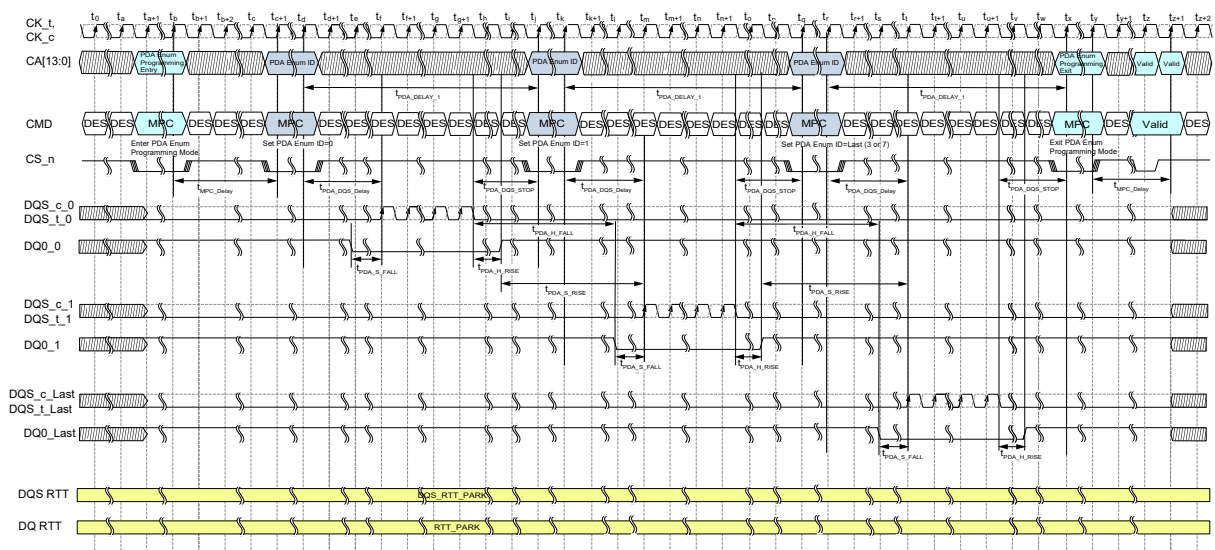 t0 ta ta+1 tb tb+1 tb+2 tc tc+1 td td+1 te tf tf+1 tg tg+1 th ti tj tk tk+1 tl tm tm+1 tn tn+1 to tp tq tr tr+1 ts tt tt+1 tu tu+1 tv tw tx ty ty+1 tz tz+1 tz+2
CK_t,
CK_c
CA[13:0]
PDA Enum Programming Entry
PDA Enum ID
PDA Enum ID
PDA Enum ID
PDA Enum Programming Exit
Valid
Valid
tPDA_DELAY_1
tPDA_DELAY_1
tPDA_DELAY_1
CMD
DES DES MPC DES DES DES MPC DES DES DES DES DES DES DES DES MPC DES DES DES DES DES DES DES DES MPC DES DES DES DES DES DES DES DES MPC DES Valid DES
Enter PDA Enum Programming Mode
Set PDA Enum ID=0
Set PDA Enum ID=1
Set PDA Enum ID=Last (3 or 7)
Exit PDA Enum Programming Mode
CS_n
tMPC_Delay
tPDA_DQS_Delay
tPDA_DQS_STOP
tPDA_DQS_Delay
tPDA_DQS_STOP
tPDA_DQS_Delay
tPDA_DQS_STOP
tMPC_Delay
DQS_c_0
DQS_t_0
tPDA_H_FALL
tPDA_H_FALL
DQ0_0
tPDA_S_FALL
tPDA_H_RISE
tPDA_S_RISE
tPDA_S_RISE
DQS_c_1
DQS_t_1
DQ0_1
tPDA_S_FALL
tPDA_H_RISE
DQS_c_Last
DQS_t_Last
DQ0_Last
tPDA_S_FALL
tPDA_H_RISE
DQS RTT
DQS_RTT_PARK
DQ RTT
RTT_PARK